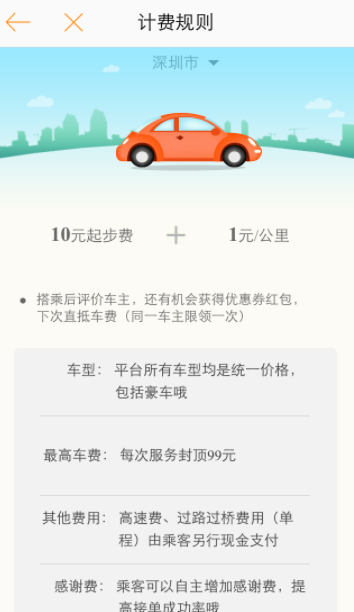 计费规则
深圳市
10元起步费 + 1元/公里
搭乘后评价车主，还有机会获得优惠券红包，
下次直抵车费（同一车主限领一次）
车型： 平台所有车型均是统一价格，
包括豪车哦
最高车费： 每次服务封顶99元
其他费用： 高速费、过路过桥费用（单
程）由乘客另行现金支付
感谢费： 乘客可以自主增加感谢费，提
高接单成功率哦